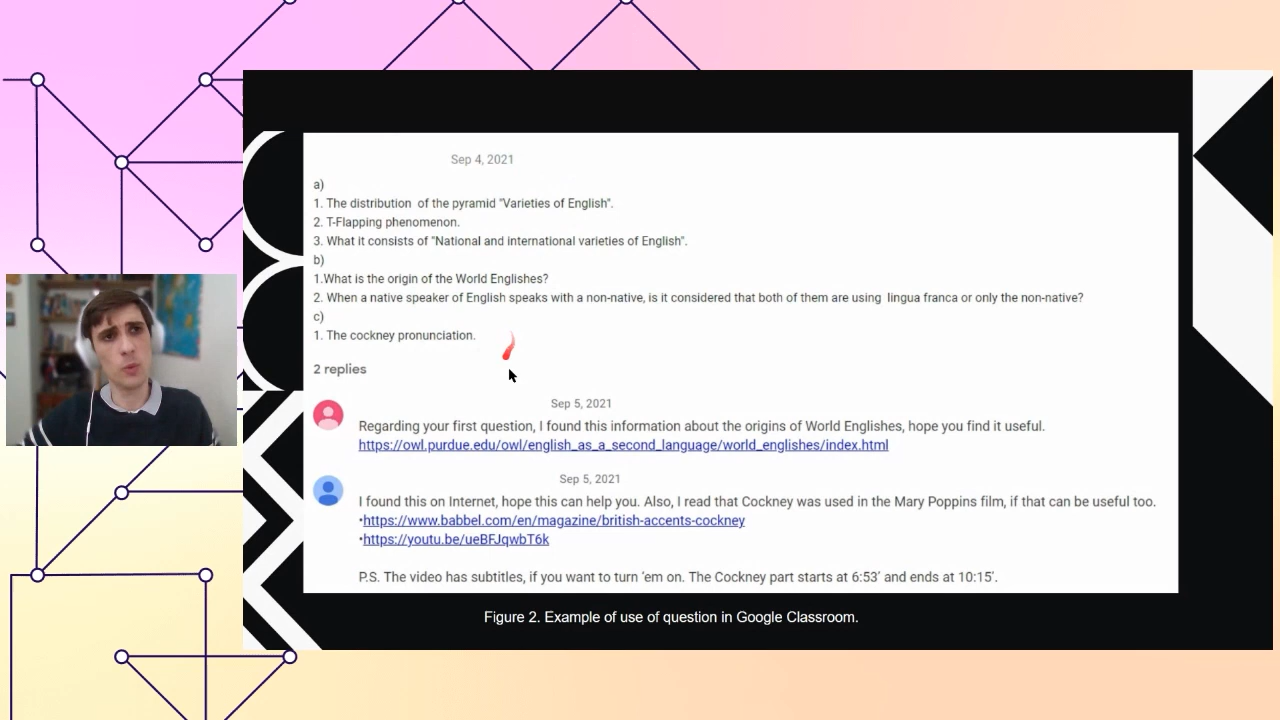 Sep 4, 2021
a)
1. The distribution of the pyramid "Varieties of English".
2. T-Flapping phenomenon.
3. What it consists of "National and international varieties of English".
b)
1.What is the origin of the World Englishes?
2. When a native speaker of English speaks with a non-native, is it considered that both of them are using lingua franca or only the non-native?
c)
1. The cockney pronunciation.
2 replies
Sep 5, 2021
Regarding your first question, I found this information about the origins of World Englishes, hope you find it useful.
https://owl.purdue.edu/owl/english_as_a_second_language/world_englishes/index.html
Sep 5, 2021
I found this on Internet, hope this can help you. Also, I read that Cockney was used in the Mary Poppins film, if that can be useful too.
•https://www.babbel.com/en/magazine/british-accents-cockney
•https://youtu.be/ueBFJqwbT6k
P.S. The video has subtitles, if you want to turn 'em on. The Cockney part starts at 6:53' and ends at 10:15'.
Figure 2. Example of use of question in Google Classroom.